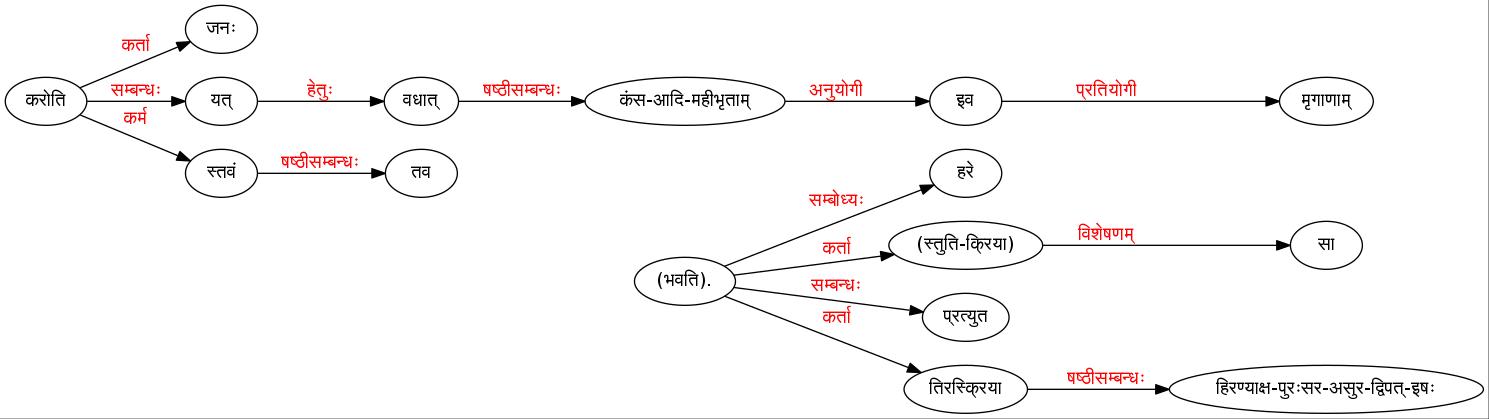 जनः
कर्ता
करोति सम्बन्धः यत् हेतुः वधात् षष्ठीसम्बन्धः कंस-आदि-महीभृताम् अनुयोगी इव प्रतियोगी मृगाणाम्
कर्म
स्तवं षष्ठीसम्बन्धः तव
हरे
सम्बोध्यः
कर्ता (स्तुति-क्रिया) विशेषणम् सा
(भवति).
सम्बन्धः
प्रत्युत
कर्ता
तिरस्क्रिया षष्ठीसम्बन्धः हिरण्याक्ष-पुरःसर-असुर-द्विपत्-इषः